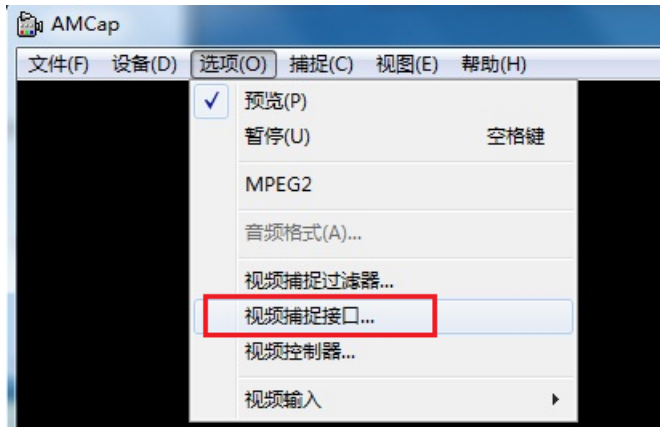 AMCap
文件(F) 设备(D) 选项(O) 捕捉(C) 视图(E) 帮助(H)
✓ 预览(P)
暂停(U) 空格键
MPEG2
音频格式(A)...
视频捕捉过滤器...
视频捕捉接口...
视频控制器...
视频输入